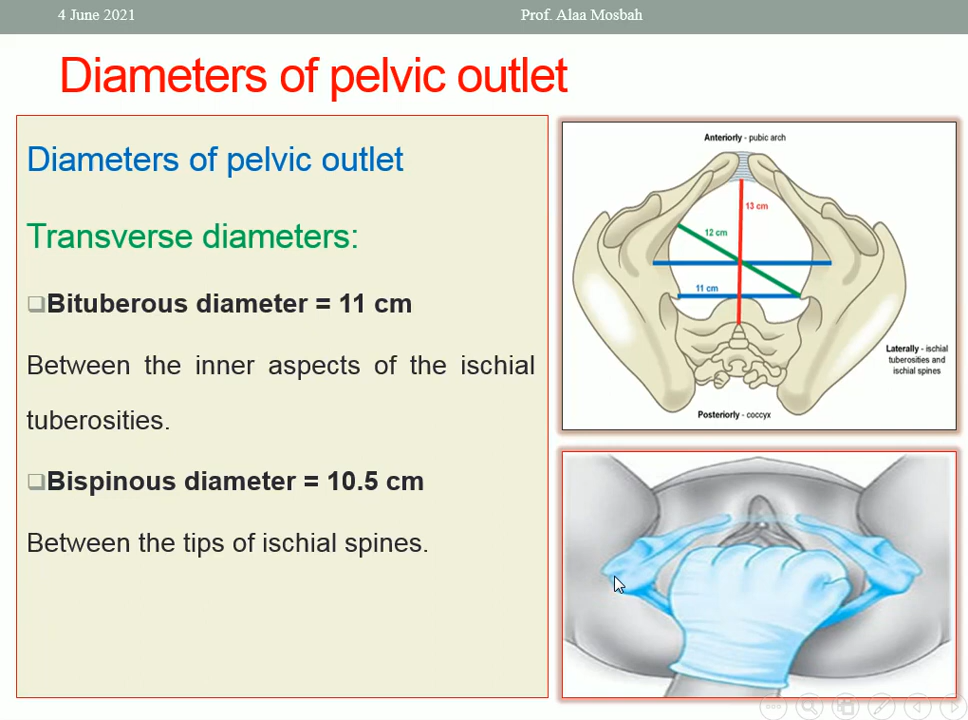 4 June 2021
Prof. Alaa Mosbah
Diameters of pelvic outlet
Diameters of pelvic outlet
Transverse diameters:
Bituberous diameter = 11 cm
Between the inner aspects of the ischial
tuberosities.
Bispinous diameter = 10.5 cm
Between the tips of ischial spines.
Anteriorly - pubic arch
13 cm
12 cm
11 cm
Laterally - ischial
tuberosities and
ischial spines
Posteriorly - coccyx